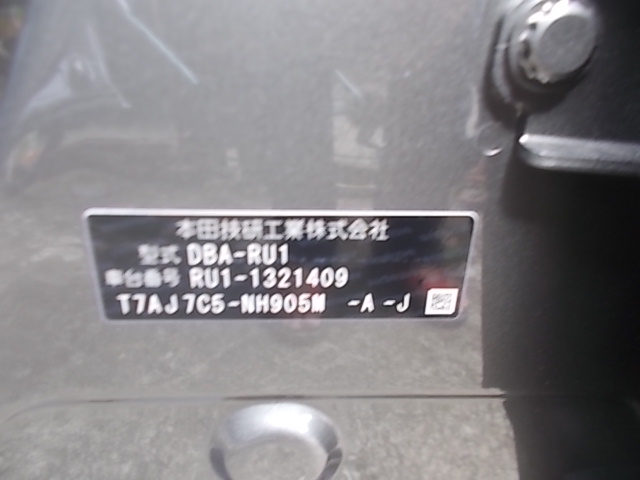 本田技研工業株式会社
型式 DBA-RU1
車台番号 RU1-1321409
T7AJ7C5-NH905M -A -J